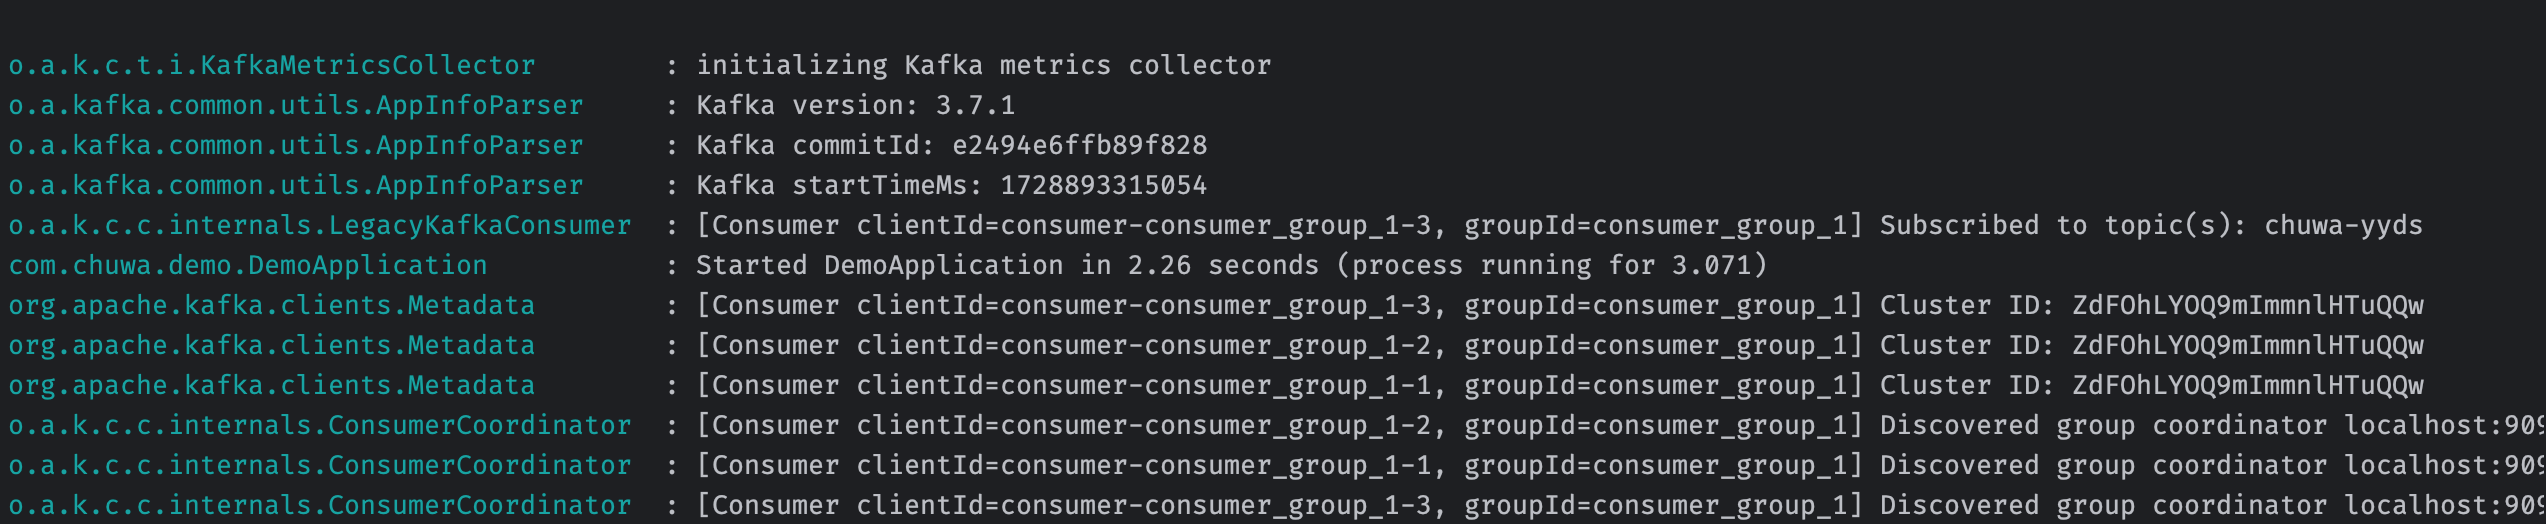 o.a.k.c.t.i.KafkaMetricsCollector : initializing Kafka metrics collector
o.a.kafka.common.utils.AppInfoParser : Kafka version: 3.7.1
o.a.kafka.common.utils.AppInfoParser : Kafka commitId: e2494e6ffb89f828
o.a.kafka.common.utils.AppInfoParser : Kafka startTimeMs: 1728893315054
o.a.k.c.c.internals.LegacyKafkaConsumer : [Consumer clientId=consumer-consumer_group_1-3, groupId=consumer_group_1] Subscribed to topic(s): chuwa-yyds
com.chuwa.demo.DemoApplication : Started DemoApplication in 2.26 seconds (process running for 3.071)
org.apache.kafka.clients.Metadata : [Consumer clientId=consumer-consumer_group_1-3, groupId=consumer_group_1] Cluster ID: ZdFOhLYOQ9mImmnlHTuQQw
org.apache.kafka.clients.Metadata : [Consumer clientId=consumer-consumer_group_1-2, groupId=consumer_group_1] Cluster ID: ZdFOhLYOQ9mImmnlHTuQQw
org.apache.kafka.clients.Metadata : [Consumer clientId=consumer-consumer_group_1-1, groupId=consumer_group_1] Cluster ID: ZdFOhLYOQ9mImmnlHTuQQw
o.a.k.c.c.internals.ConsumerCoordinator : [Consumer clientId=consumer-consumer_group_1-2, groupId=consumer_group_1] Discovered group coordinator localhost:909
o.a.k.c.c.internals.ConsumerCoordinator : [Consumer clientId=consumer-consumer_group_1-1, groupId=consumer_group_1] Discovered group coordinator localhost:909
o.a.k.c.c.internals.ConsumerCoordinator : [Consumer clientId=consumer-consumer_group_1-3, groupId=consumer_group_1] Discovered group coordinator localhost:909